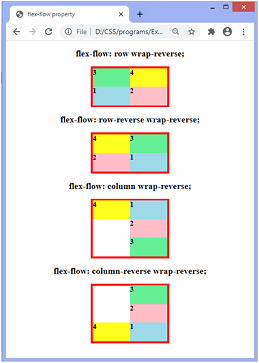 flex-flow property
File | D:/CSS/programs/Ex...
flex-flow: row wrap-reverse;
3 4
1 2
flex-flow: row-reverse wrap-reverse;
4 3
2 1
flex-flow: column wrap-reverse;
4 1
2
3
flex-flow: column-reverse wrap-reverse;
3
2
4 1